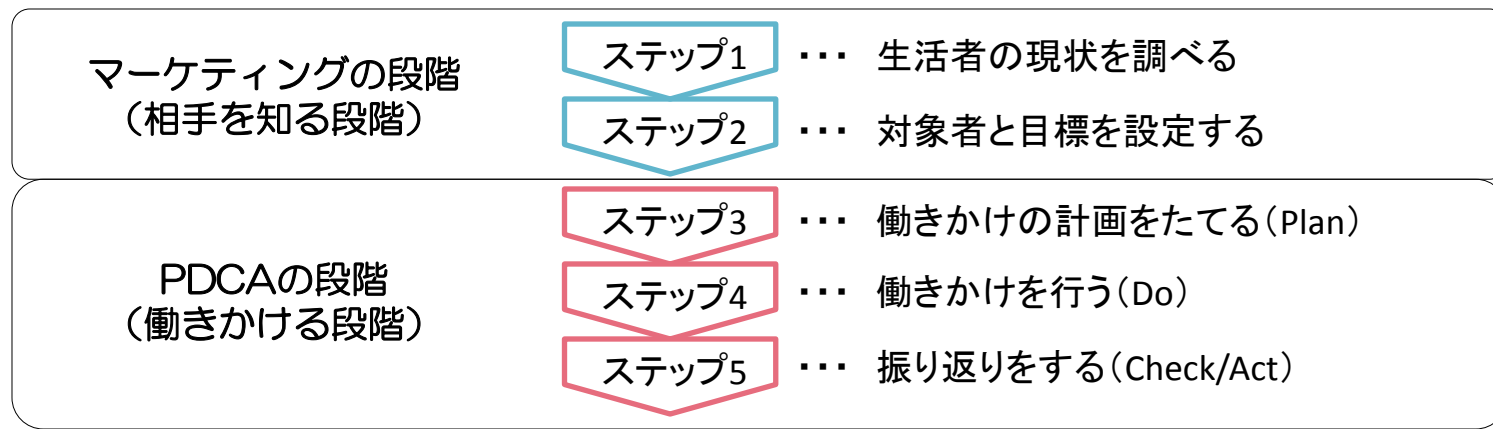 マーケティングの段階
（相手を知る段階）
ステップ1 ・・・ 生活者の現状を調べる
ステップ2 ・・・ 対象者と目標を設定する
PDCAの段階
（働きかける段階）
ステップ3 ・・・ 働きかけの計画をたてる（Plan）
ステップ4 ・・・ 働きかけを行う（Do）
ステップ5 ・・・ 振り返りをする（Check/Act）